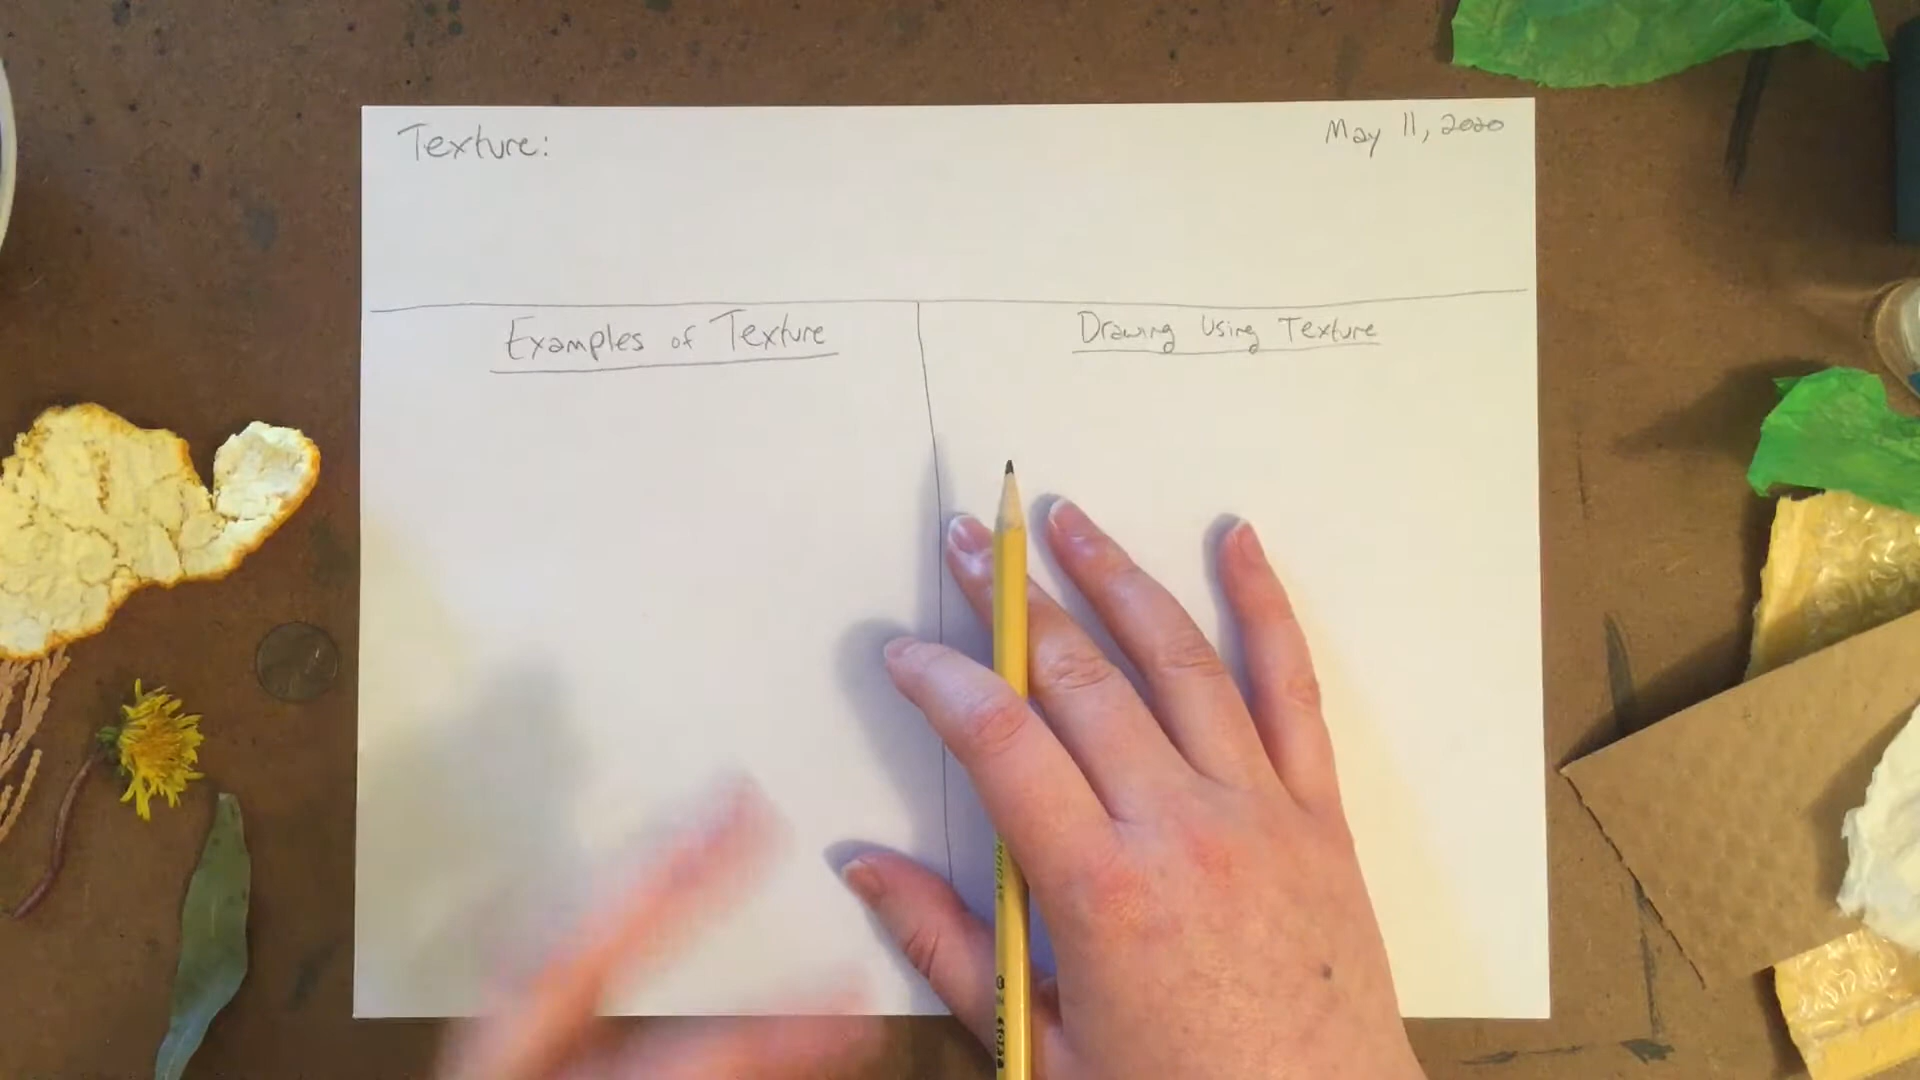 Texture:
May 11, 2020
Examples of Texture
Drawing Using Texture